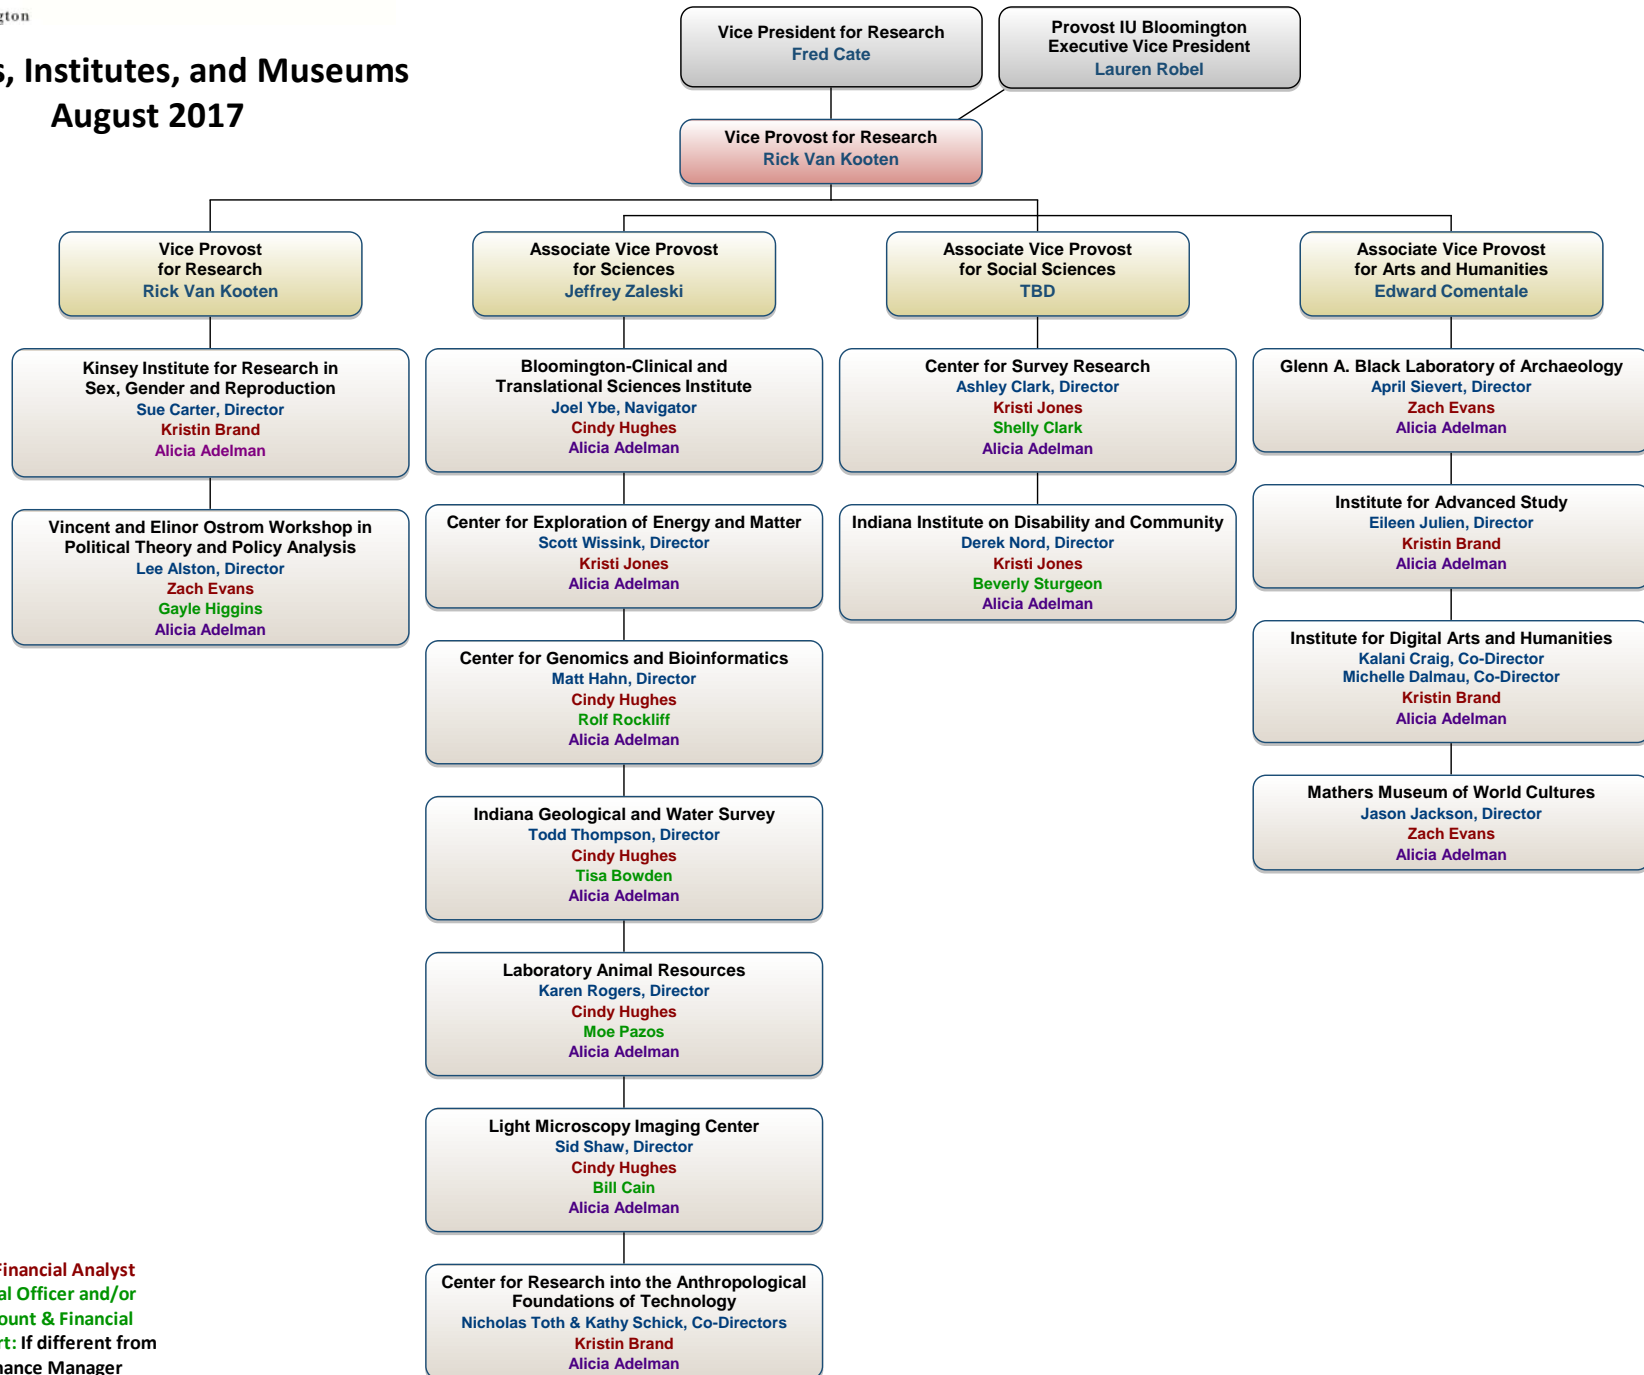 Institutes, and Museums
August 2017
Vice President for Research
Fred Cate
Provost IU Bloomington
Executive Vice President
Lauren Robel
Vice Provost for Research
Rick Van Kooten
Vice Provost
for Research
Rick Van Kooten
Kinsey Institute for Research in
Sex, Gender and Reproduction
Sue Carter, Director
Kristin Brand
Alicia Adelman
Vincent and Elinor Ostrom Workshop in
Political Theory and Policy Analysis
Lee Alston, Director
Zach Evans
Gayle Higgins
Alicia Adelman
Associate Vice Provost
for Sciences
Jeffrey Zaleski
Bloomington-Clinical and
Translational Sciences Institute
Joel Ybe, Navigator
Cindy Hughes
Alicia Adelman
Center for Exploration of Energy and Matter
Scott Wissink, Director
Kristi Jones
Alicia Adelman
Center for Genomics and Bioinformatics
Matt Hahn, Director
Cindy Hughes
Rolf Rockliff
Alicia Adelman
Indiana Geological and Water Survey
Todd Thompson, Director
Cindy Hughes
Tisa Bowden
Alicia Adelman
Laboratory Animal Resources
Karen Rogers, Director
Cindy Hughes
Moe Pazos
Alicia Adelman
Light Microscopy Imaging Center
Sid Shaw, Director
Cindy Hughes
Bill Cain
Alicia Adelman
Center for Research into the Anthropological
Foundations of Technology
Nicholas Toth & Kathy Schick, Co-Directors
Kristin Brand
Alicia Adelman
Associate Vice Provost
for Social Sciences
TBD
Center for Survey Research
Ashley Clark, Director
Kristi Jones
Shelly Clark
Alicia Adelman
Indiana Institute on Disability and Community
Derek Nord, Director
Kristi Jones
Beverly Sturgeon
Alicia Adelman
Associate Vice Provost
for Arts and Humanities
Edward Comentale
Glenn A. Black Laboratory of Archaeology
April Sievert, Director
Zach Evans
Alicia Adelman
Institute for Advanced Study
Eileen Julien, Director
Kristin Brand
Alicia Adelman
Institute for Digital Arts and Humanities
Kalani Craig, Co-Director
Michelle Dalmau, Co-Director
Kristin Brand
Alicia Adelman
Mathers Museum of World Cultures
Jason Jackson, Director
Zach Evans
Alicia Adelman
Financial Analyst
al Officer and/or
ount & Financial
rt: If different from
nance Manager